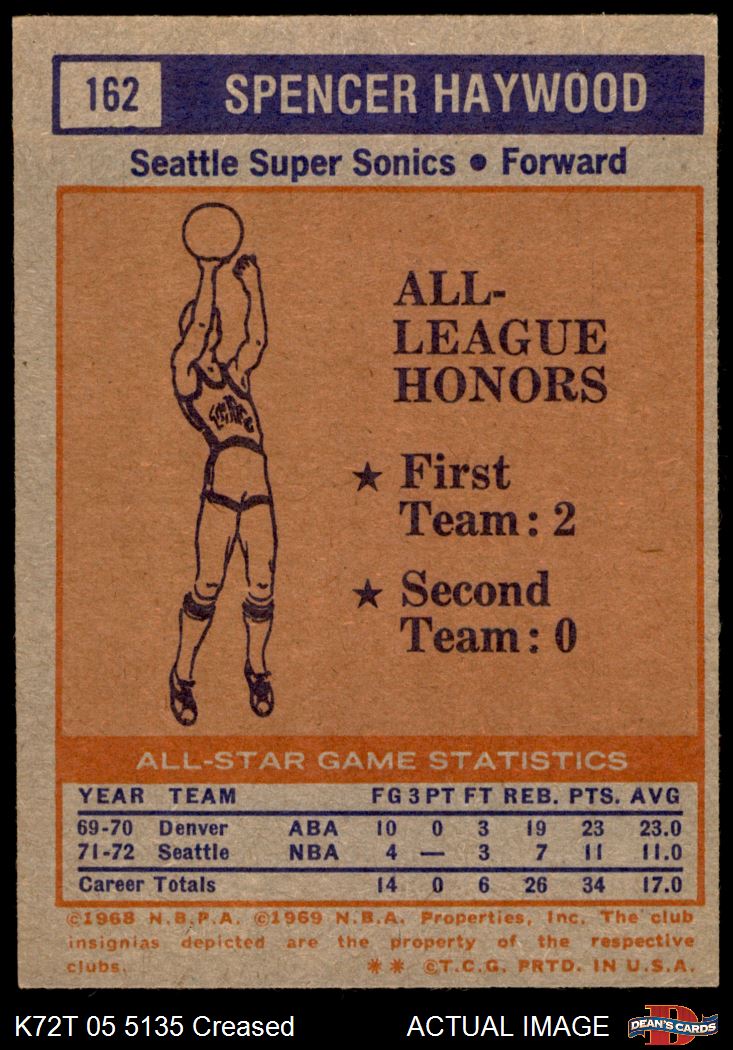 162 SPENCER HAYWOOD
Seattle Super Sonics • Forward
ALL-
LEAGUE
HONORS
★ First
Team: 2
★ Second
Team: 0
ALL-STAR GAME STATISTICS
YEAR TEAM FG 3 PT FT REB. PTS. AVG
69-70 Denver ABA 10 0 3 19 23 23.0
71-72 Seattle NBA 4 — 3 7 11 11.0
Career Totals 14 0 6 26 34 17.0
©1968 N.B.P.A. ©1969 N.B.A. Properties, Inc. The club
insignias depicted are the property of the respective
clubs. ** ©T.C.G. PRTD. IN U.S.A.
K72T 05 5135 Creased ACTUAL IMAGE DEAN'S CARDS